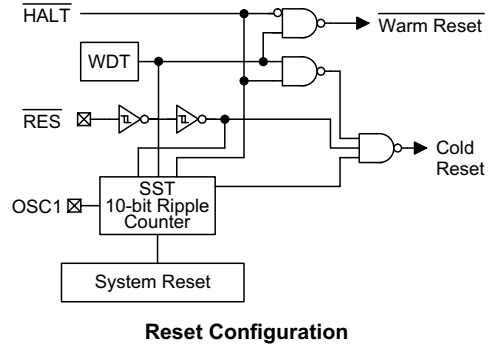 HALT
Warm Reset
WDT
RES
Cold
Reset
SST
10-bit Ripple
Counter
OSC1
System Reset
Reset Configuration